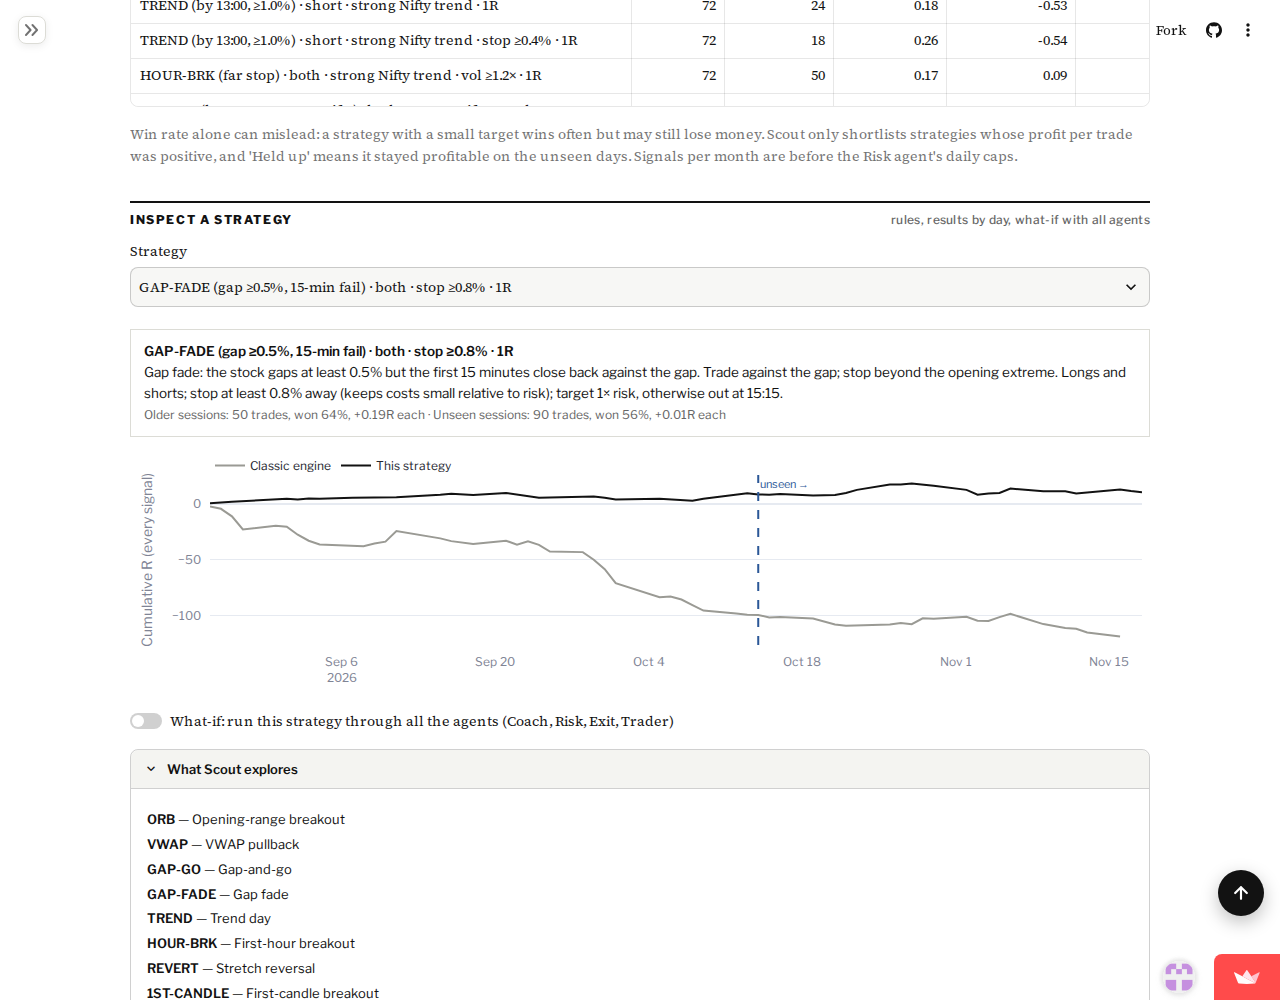 TREND (by 13:00, ≥1.0%) · short · strong Nifty trend · 1R 72 24 0.18 -0.53
Fork
TREND (by 13:00, ≥1.0%) · short · strong Nifty trend · stop ≥0.4% · 1R 72 18 0.26 -0.54
HOUR-BRK (far stop) · both · strong Nifty trend · vol ≥1.2× · 1R 72 50 0.17 0.09
Win rate alone can mislead: a strategy with a small target wins often but may still lose money. Scout only shortlists strategies whose profit per trade
was positive, and 'Held up' means it stayed profitable on the unseen days. Signals per month are before the Risk agent's daily caps.
INSPECT A STRATEGY
rules, results by day, what-if with all agents
Strategy
GAP-FADE (gap ≥0.5%, 15-min fail) · both · stop ≥0.8% · 1R
GAP-FADE (gap ≥0.5%, 15-min fail) · both · stop ≥0.8% · 1R
Gap fade: the stock gaps at least 0.5% but the first 15 minutes close back against the gap. Trade against the gap; stop beyond the opening extreme. Longs and
shorts; stop at least 0.8% away (keeps costs small relative to risk); target 1× risk, otherwise out at 15:15.
Older sessions: 50 trades, won 64%, +0.19R each · Unseen sessions: 90 trades, won 56%, +0.01R each
Classic engine This strategy
unseen →
Cumulative R (every signal)
0
−50
−100
Sep 6 Sep 20 Oct 4 Oct 18 Nov 1 Nov 15
2026
What-if: run this strategy through all the agents (Coach, Risk, Exit, Trader)
What Scout explores
ORB — Opening-range breakout
VWAP — VWAP pullback
GAP-GO — Gap-and-go
GAP-FADE — Gap fade
TREND — Trend day
HOUR-BRK — First-hour breakout
REVERT — Stretch reversal
1ST-CANDLE — First-candle breakout